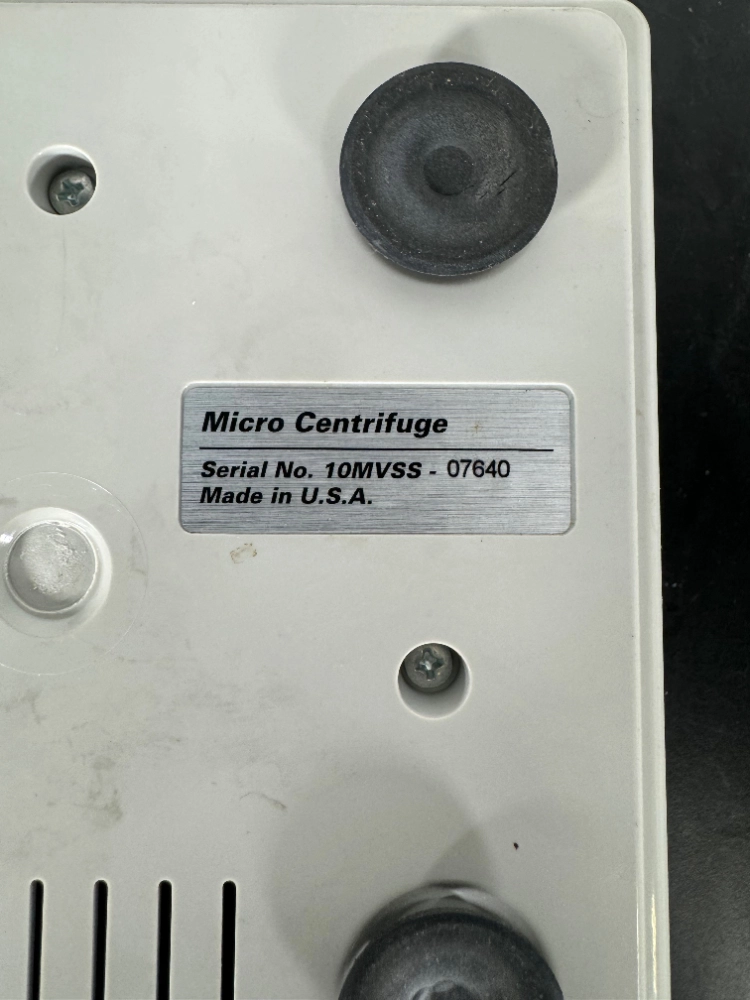 Micro Centrifuge
Serial No. 10MVSS - 07640
Made in U.S.A.